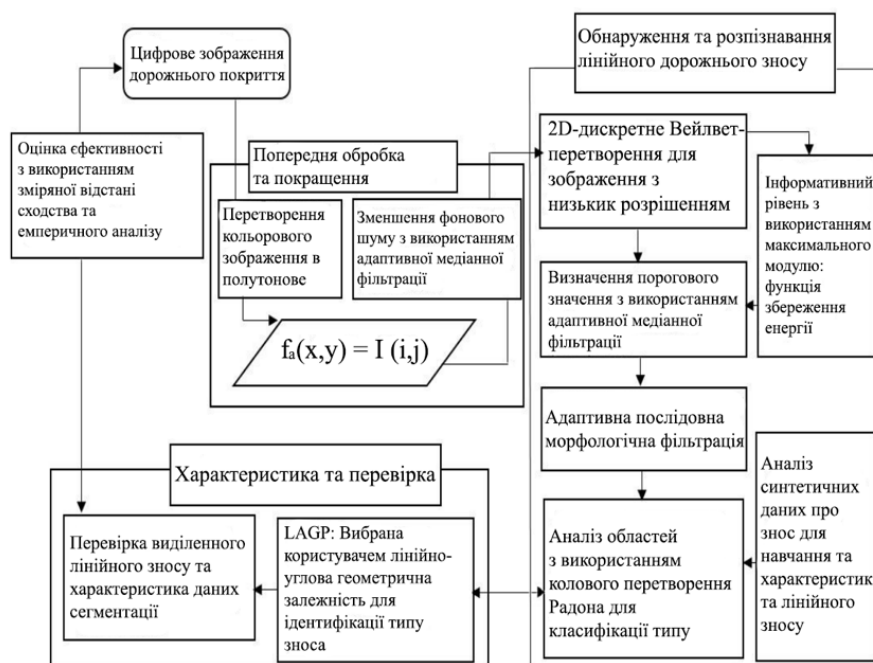 Цифрове зображення
дорожнього покриття
Обнаруження та розпізнавання
лінійного дорожнього зносу
Оцінка єфективності
з використанням
зміряної відстані
сходства та
емперичного аналізу
Попередня обробка
та покращення
Перетворення
кольорового
зображення в
полутонове
Зменшення фонового
шуму з використанням
адаптивної медіанної
фільтрації
fa(x,y) = I (i,j)
2D-дискретне Вейлвет-
перетворення для
зображення з
низькик розрішенням
Інформативний
рівень з
використанням
максимального
модулю:
функція
збереження
енергії
Визначення порогового
значення з використанням
адаптивної медіанної
фільтрації
Адаптивна послідовна
морфологічна фільтрація
Аналіз
синтетичних
даних про
знос для
навчання та
характеристик
та лінійного
зносу
Аналіз областей
з використанням
колового перетворення
Радона для
класифікації типу
Характеристика та перевірка
LAGP: Вибрана
користувачем лінійно-
углова геометрична
залежність для
ідентифікації типу
зноса
Перевірка виділенного
лінійного зносу та
характеристика даних
сегментації